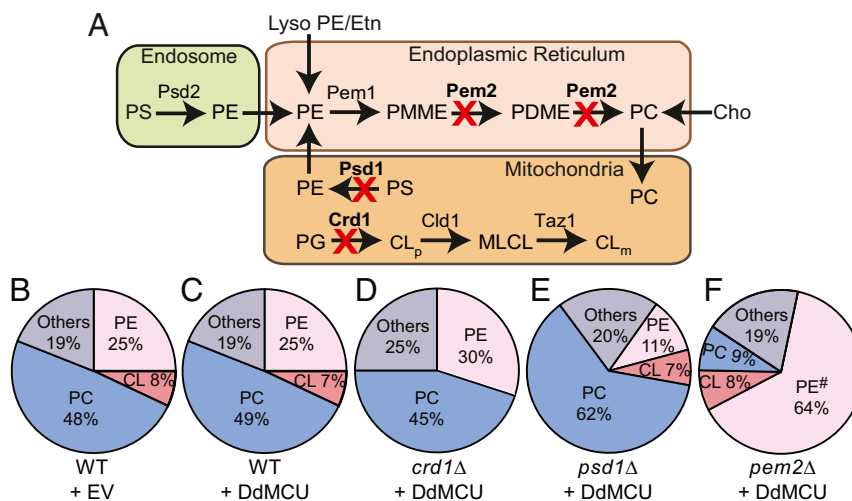 A
Lyso PE/Etn
Endosome
Endoplasmic Reticulum
Psd2
Pem1
Pem2
Pem2
PS
PE
PE
PMME
PDME
PC
Cho
Mitochondria
Psd1
PE
PS
PC
Crd1
Cld1
Taz1
PG
CLp
MLCL
CLm
B
Others
19%
PE
25%
CL 8%
PC
48%
WT
+ EV
C
Others
19%
PE
25%
CL 7%
PC
49%
WT
+ DdMCU
D
Others
25%
PE
30%
PC
45%
crd1Δ
+ DdMCU
E
Others
20%
PE
11%
CL 7%
PC
62%
psd1Δ
+ DdMCU
F
Others
19%
PC 9%
CL 8%
PE#
64%
pem2Δ
+ DdMCU